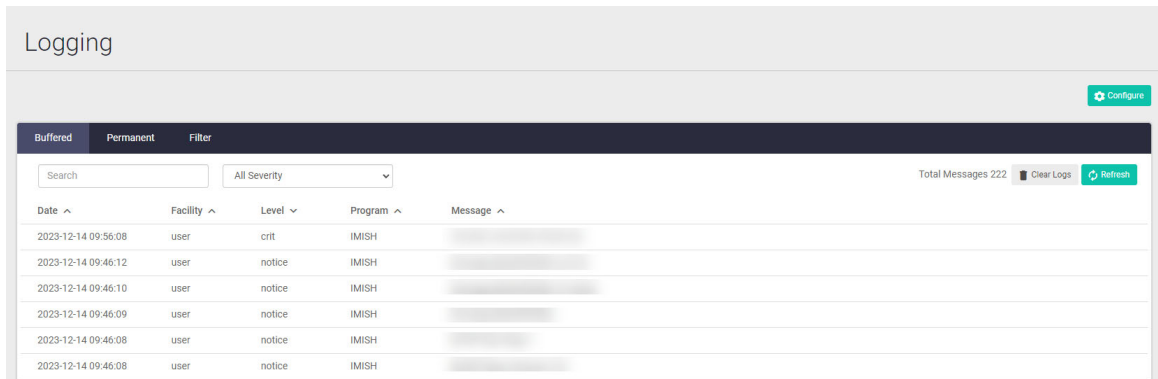 Logging
Configure
Buffered Permanent Filter
Search All Severity Total Messages 222 Clear Logs Refresh
Date Facility Level Program Message
2023-12-14 09:56:08 user crit IMISH
2023-12-14 09:46:12 user notice IMISH
2023-12-14 09:46:10 user notice IMISH
2023-12-14 09:46:09 user notice IMISH
2023-12-14 09:46:08 user notice IMISH
2023-12-14 09:46:08 user notice IMISH